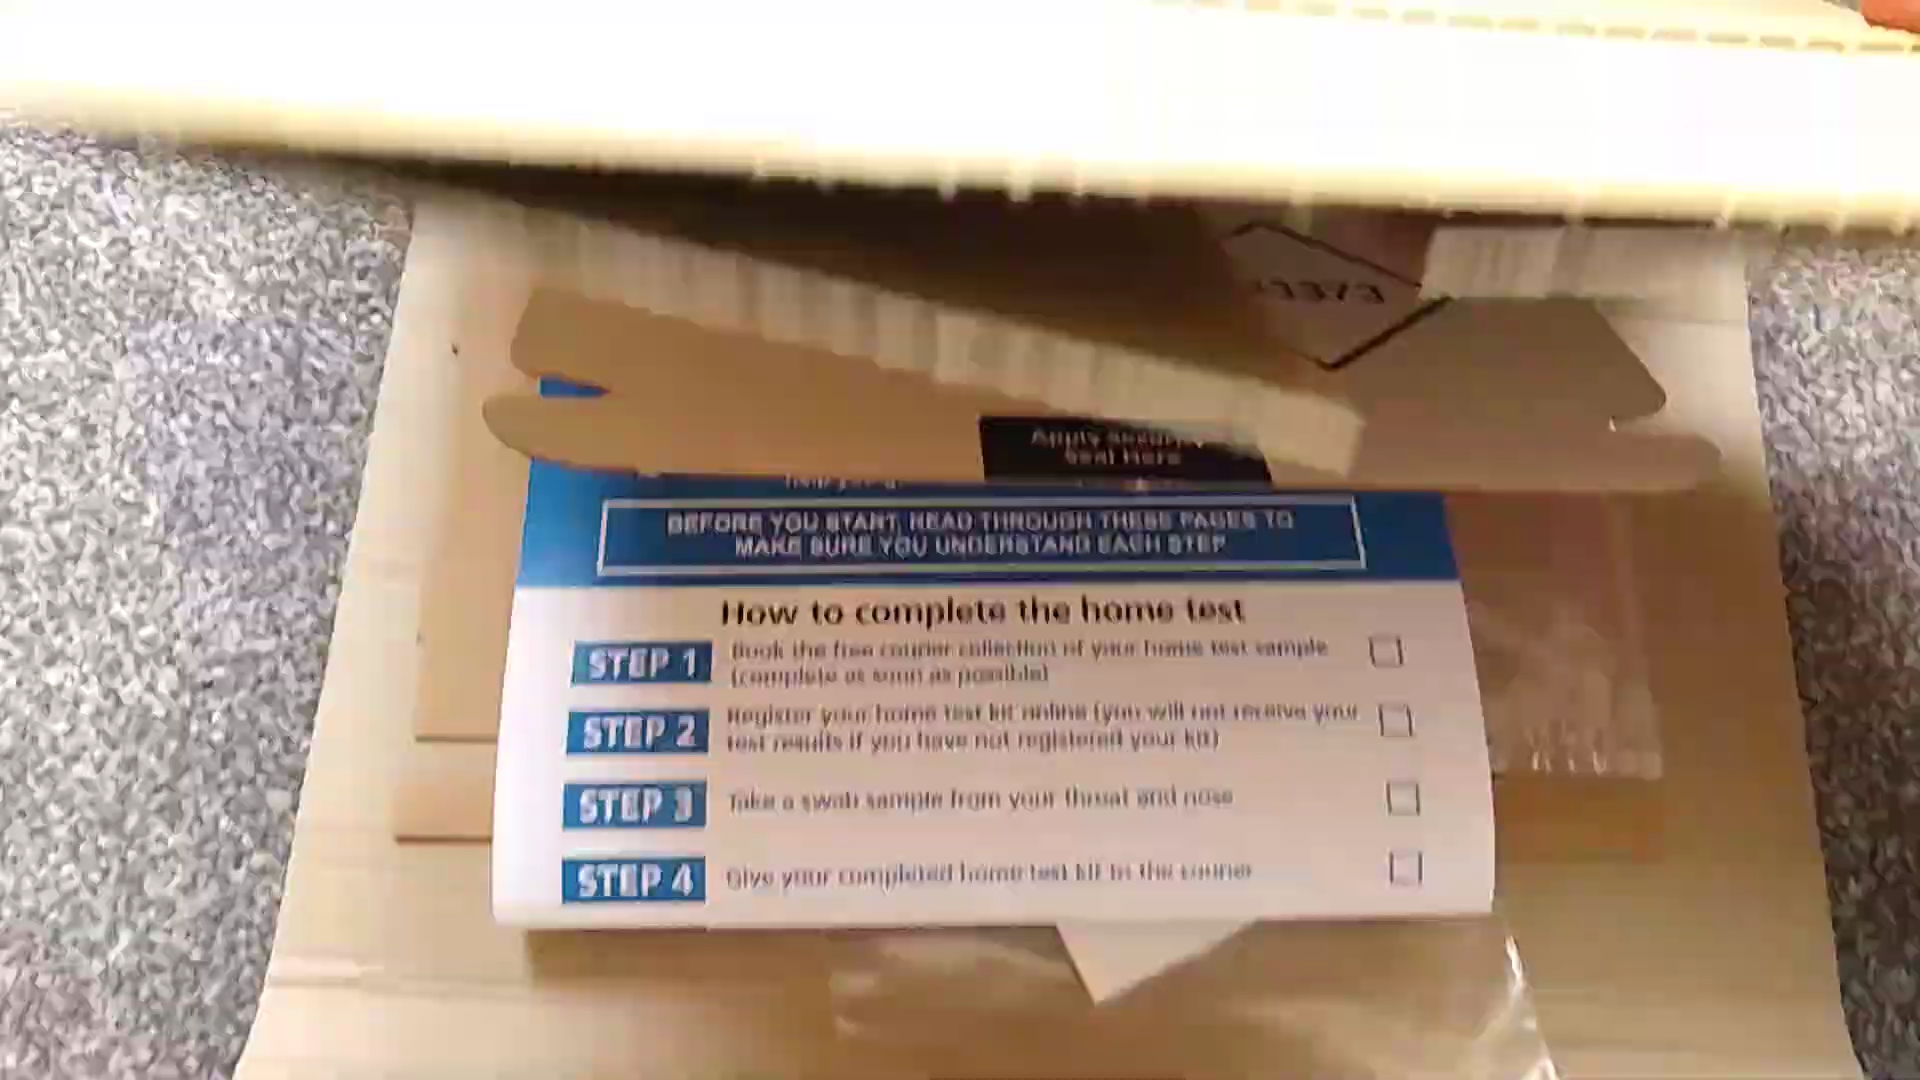 UN3373
Apply Security
Seal Here
help you
BEFORE YOU START, READ THROUGH THESE PAGES TO
MAKE SURE YOU UNDERSTAND EACH STEP
How to complete the home test
STEP 1 Book the free courier collection of your home test sample
(complete as soon as possible)
STEP 2 Register your home test kit online (you will not receive your
test results if you have not registered your kit)
STEP 3 Take a swab sample from your throat and nose
STEP 4 Give your completed home test kit to the courier